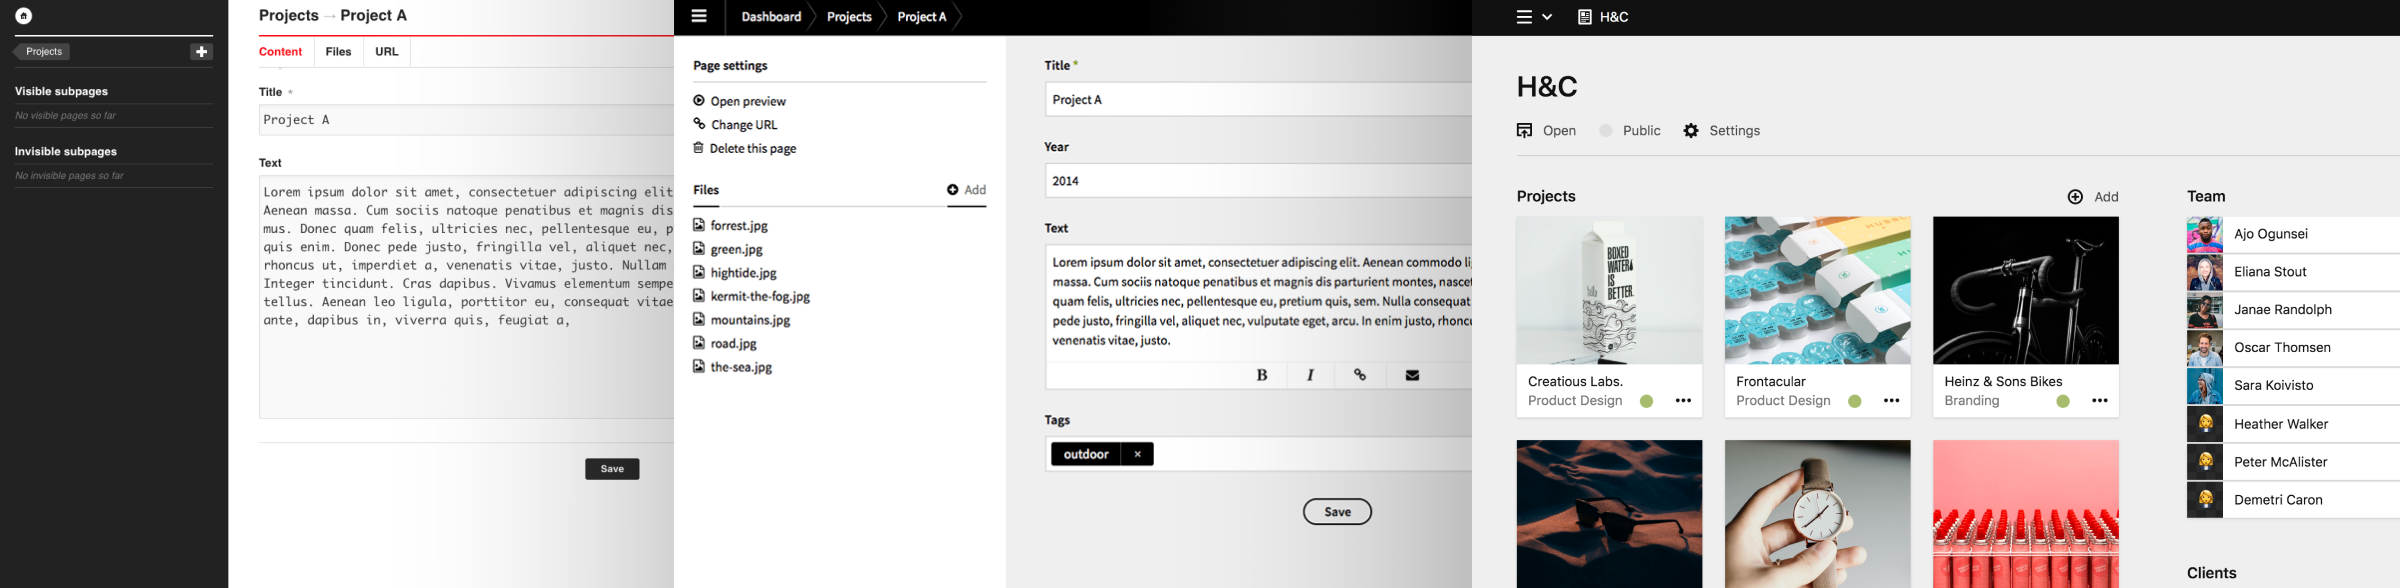 Projects
Visible subpages
No visible pages so far
Invisible subpages
No invisible pages so far
Projects → Project A
Content Files URL
Title *
Project A
Text
Lorem ipsum dolor sit amet, consectetuer adipiscing elit
Aenean massa. Cum sociis natoque penatibus et magnis dis
mus. Donec quam felis, ultricies nec, pellentesque eu, p
quis enim. Donec pede justo, fringilla vel, aliquet nec,
rhoncus ut, imperdiet a, venenatis vitae, justo. Nullam
Integer tincidunt. Cras dapibus. Vivamus elementum sempe
tellus. Aenean leo ligula, porttitor eu, consequat vitae
ante, dapibus in, viverra quis, feugiat a,
Save
Dashboard Projects Project A
Page settings
Open preview
Change URL
Delete this page
Files Add
forrest.jpg
green.jpg
hightide.jpg
kermit-the-fog.jpg
mountains.jpg
road.jpg
the-sea.jpg
Title *
Project A
Year
2014
Text
Lorem ipsum dolor sit amet, consectetuer adipiscing elit. Aenean commodo li
massa. Cum sociis natoque penatibus et magnis dis parturient montes, nascet
quam felis, ultricies nec, pellentesque eu, pretium quis, sem. Nulla consequat
pede justo, fringilla vel, aliquet nec, vulputate eget, arcu. In enim justo, rhonc
venenatis vitae, justo.
B I
Tags
outdoor ×
Save
H&C
H&C
Open Public Settings
Projects Add
BOXED
WATER
IS
BETTER.
Creatious Labs.
Product Design
Frontacular
Product Design
Heinz & Sons Bikes
Branding
Team
Ajo Ogunsei
Eliana Stout
Janae Randolph
Oscar Thomsen
Sara Koivisto
Heather Walker
Peter McAlister
Demetri Caron
Clients